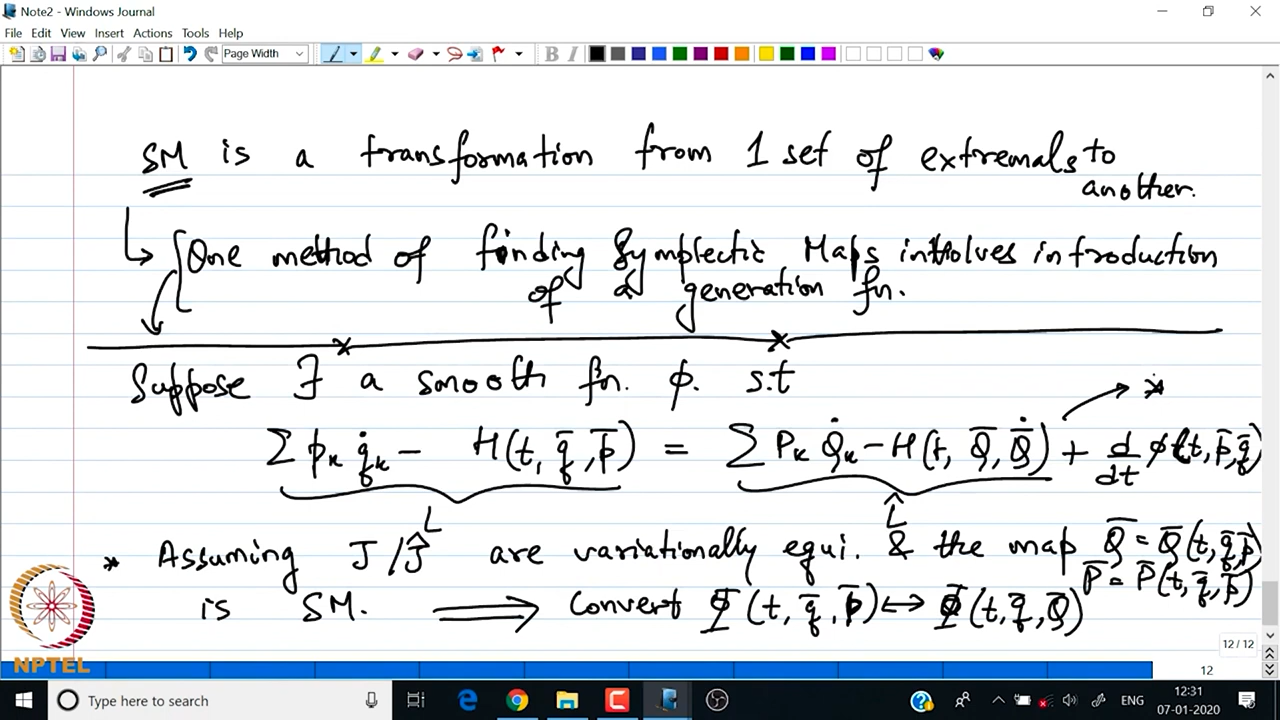 Note2 - Windows Journal
File Edit View Insert Actions Tools Help
Page Width B I
SM is a transformation from 1 set of extremals to
another.
One method of finding Symplectic Maps involves introduction
of a generation fn.
Suppose ∃ a smooth fn. φ. s.t *
∑ pₖ q̇ₖ - H(t, q̄, p̄) = ∑ Pₖ Q̇ₖ - H(t, Q̄, Q̄̇) + d/dt φ(t, p̄, q̄)
L L̂
* Assuming J/Ĵ are variationally equi. & the map Q̄ = Q̄(t, q̄, p̄)
P̄ = P̄(t, q̄, p̄)
is SM. ⟹ Convert Φ(t, q̄, p̄) ↔ Φ(t, q̄, Q̄)
NPTEL
12/12
12
Type here to search
ENG
12:31
07-01-2020